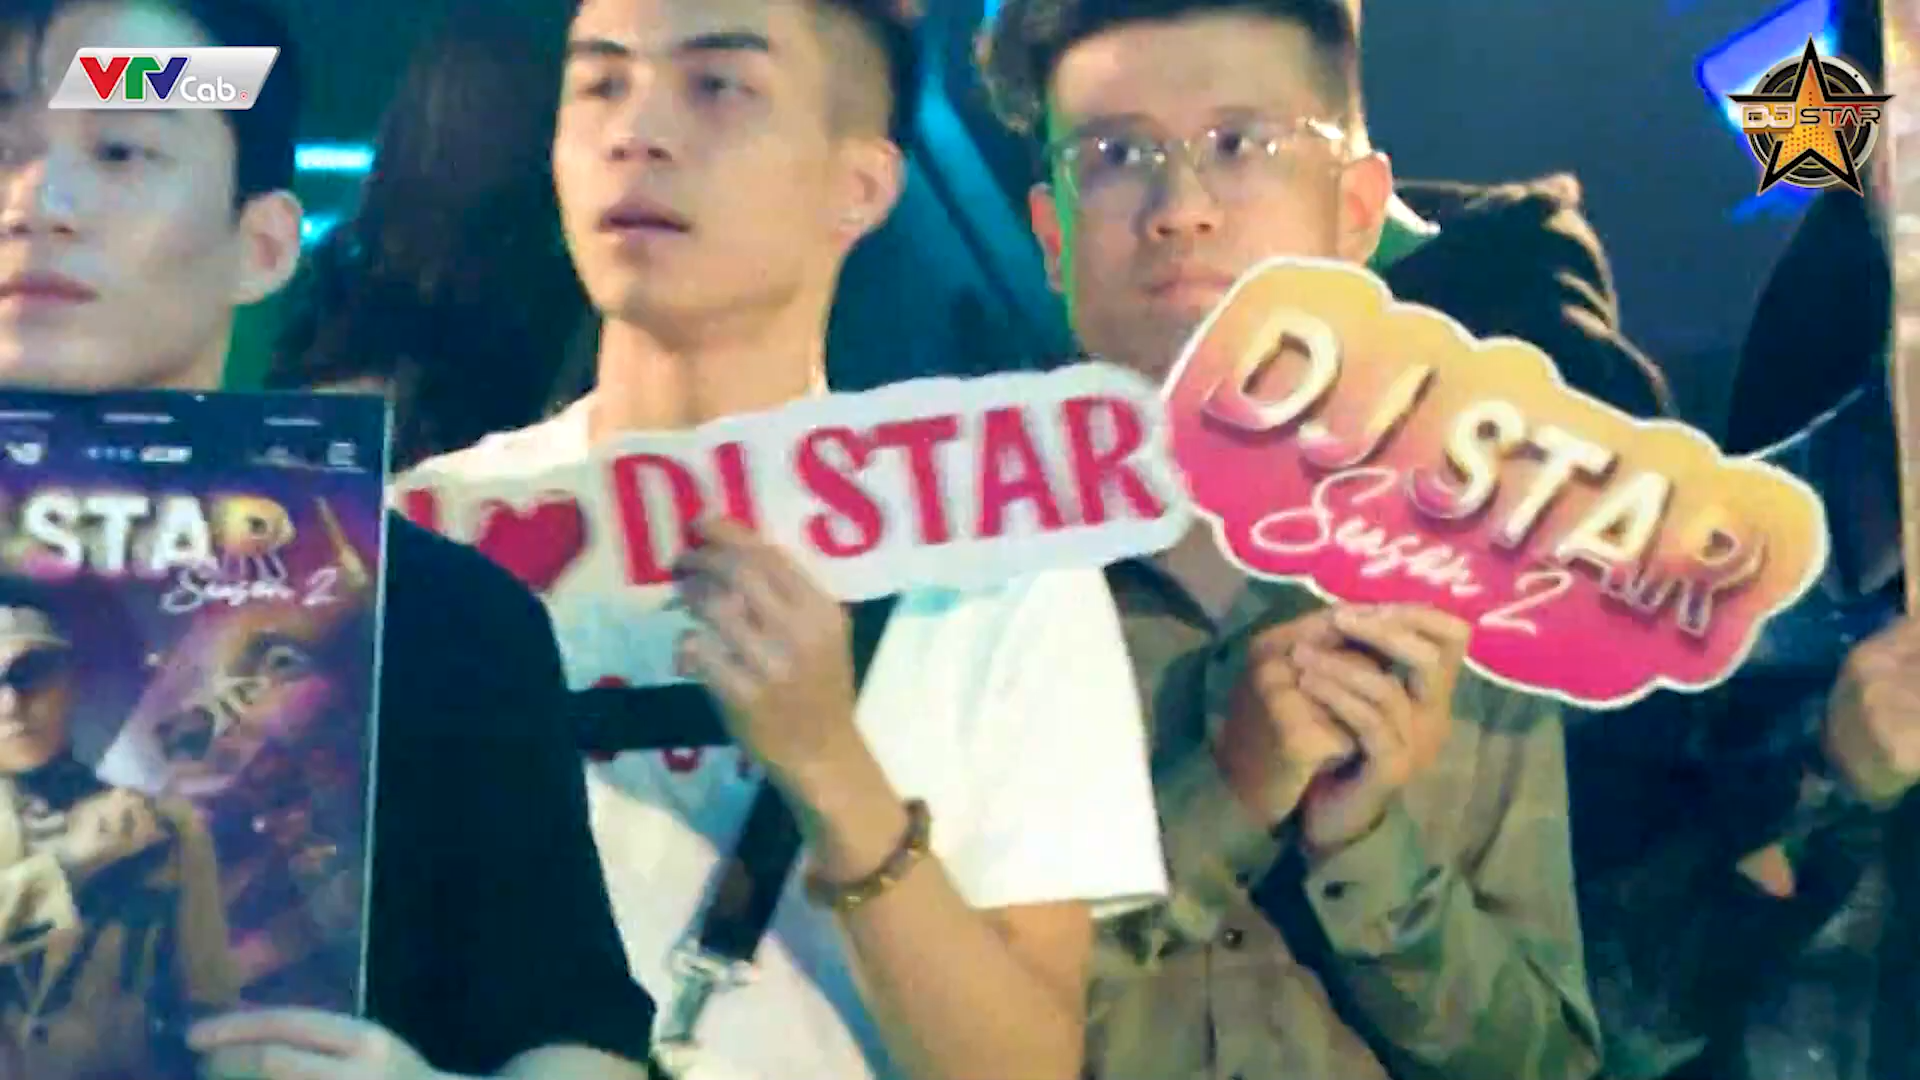 VTVCab
DJ STAR
I ♥ DJ STAR
DJ STAR
Season 2
STAR
Season 2